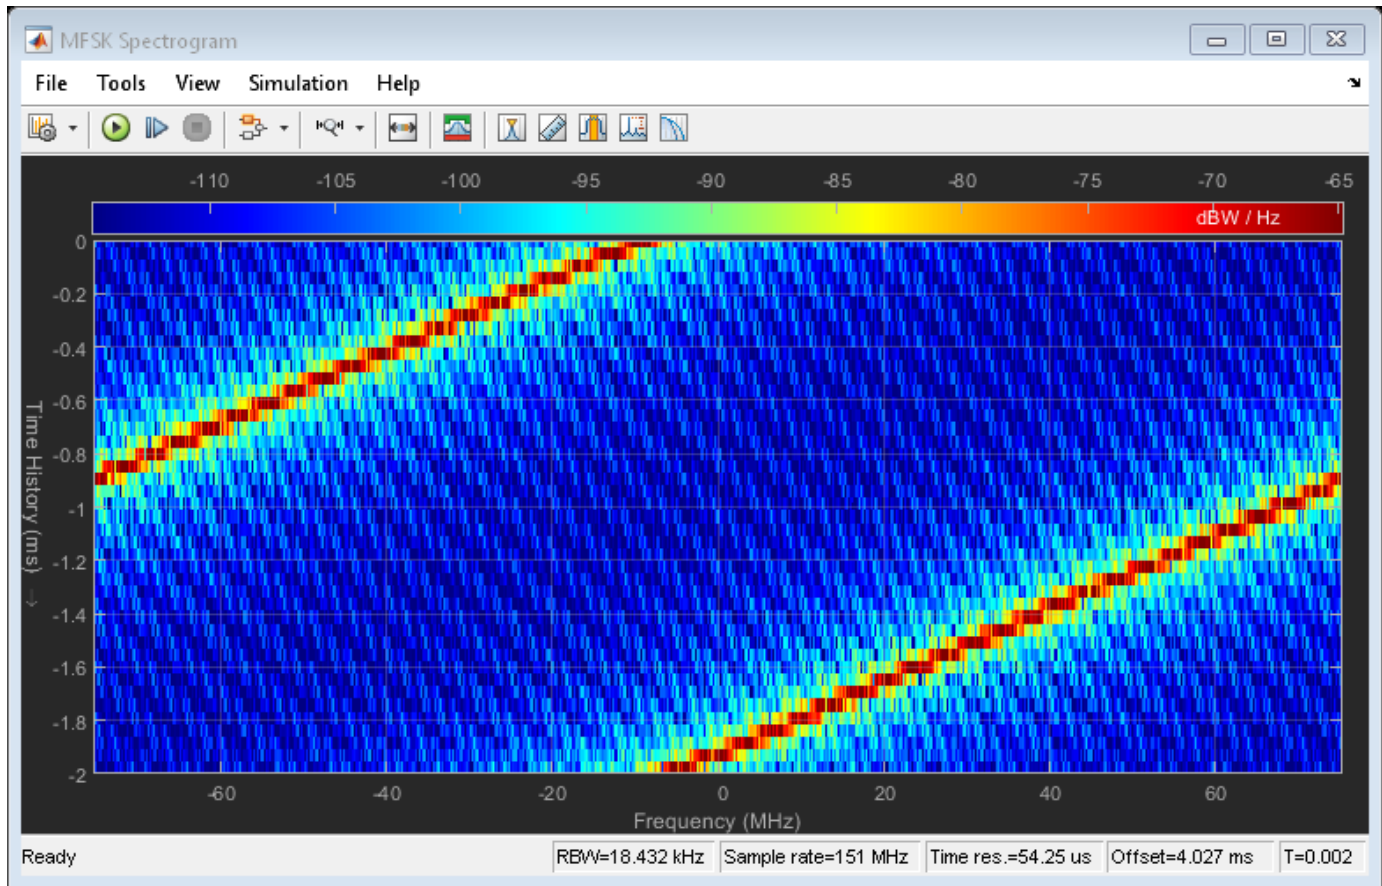 MFSK Spectrogram
File Tools View Simulation Help
-110 -105 -100 -95 -90 -85 -80 -75 -70 -65
dBW / Hz
0
-0.2
-0.4
-0.6
-0.8
-1
-1.2
-1.4
-1.6
-1.8
-2
Time History (ms) →
-60 -40 -20 0 20 40 60
Frequency (MHz)
Ready RBW=18.432 kHz Sample rate=151 MHz Time res.=54.25 us Offset=4.027 ms T=0.002